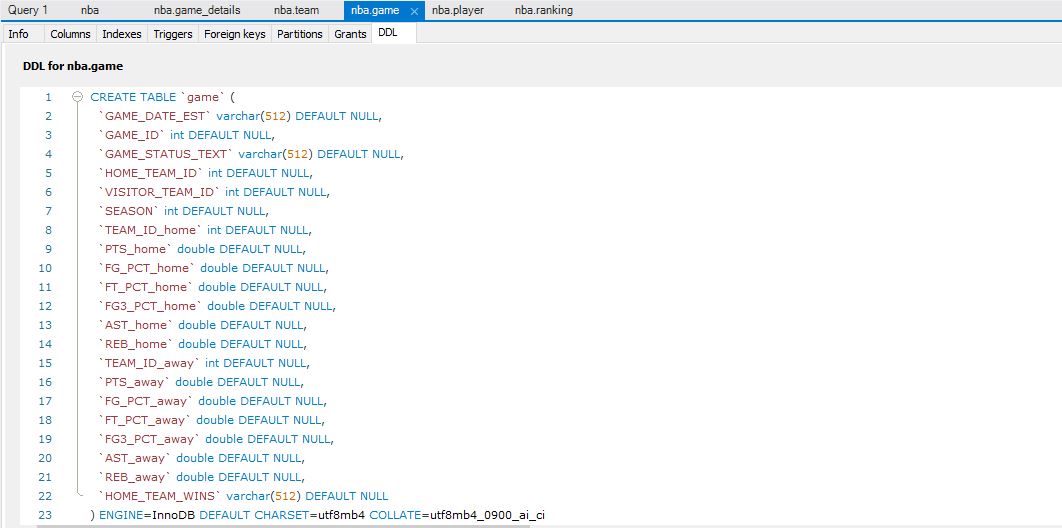 Query 1 nba nba.game_details nba.team nba.game × nba.player nba.ranking
Info Columns Indexes Triggers Foreign keys Partitions Grants DDL
DDL for nba.game
1 CREATE TABLE `game` (
2 `GAME_DATE_EST` varchar(512) DEFAULT NULL,
3 `GAME_ID` int DEFAULT NULL,
4 `GAME_STATUS_TEXT` varchar(512) DEFAULT NULL,
5 `HOME_TEAM_ID` int DEFAULT NULL,
6 `VISITOR_TEAM_ID` int DEFAULT NULL,
7 `SEASON` int DEFAULT NULL,
8 `TEAM_ID_home` int DEFAULT NULL,
9 `PTS_home` double DEFAULT NULL,
10 `FG_PCT_home` double DEFAULT NULL,
11 `FT_PCT_home` double DEFAULT NULL,
12 `FG3_PCT_home` double DEFAULT NULL,
13 `AST_home` double DEFAULT NULL,
14 `REB_home` double DEFAULT NULL,
15 `TEAM_ID_away` int DEFAULT NULL,
16 `PTS_away` double DEFAULT NULL,
17 `FG_PCT_away` double DEFAULT NULL,
18 `FT_PCT_away` double DEFAULT NULL,
19 `FG3_PCT_away` double DEFAULT NULL,
20 `AST_away` double DEFAULT NULL,
21 `REB_away` double DEFAULT NULL,
22 `HOME_TEAM_WINS` varchar(512) DEFAULT NULL
23 ) ENGINE=InnoDB DEFAULT CHARSET=utf8mb4 COLLATE=utf8mb4_0900_ai_ci